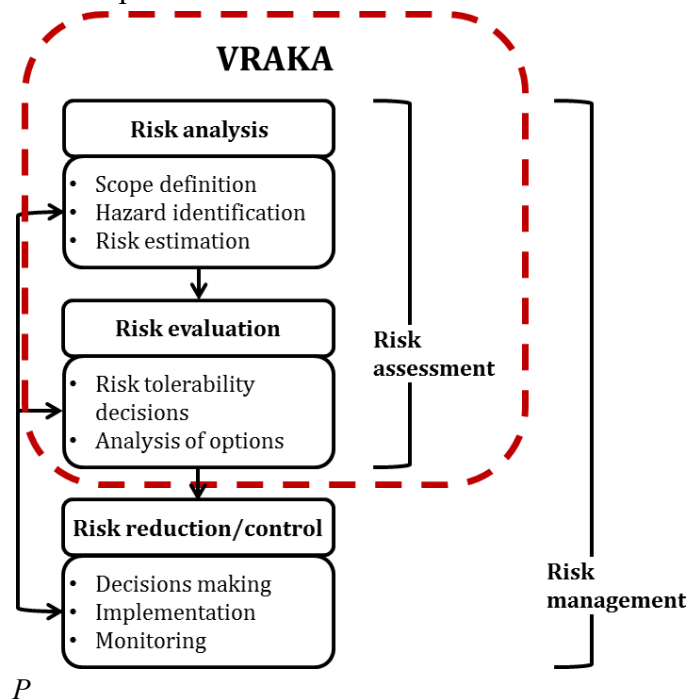 VRAKA
Risk analysis
• Scope definition
• Hazard identification
• Risk estimation
Risk evaluation
• Risk tolerability
decisions
• Analysis of options
Risk
assessment
Risk reduction/control
• Decisions making
• Implementation
• Monitoring
Risk
management
P